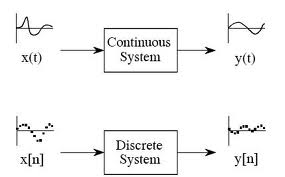 Continuous
System
x(t)
y(t)
Discrete
System
x[n]
y[n]